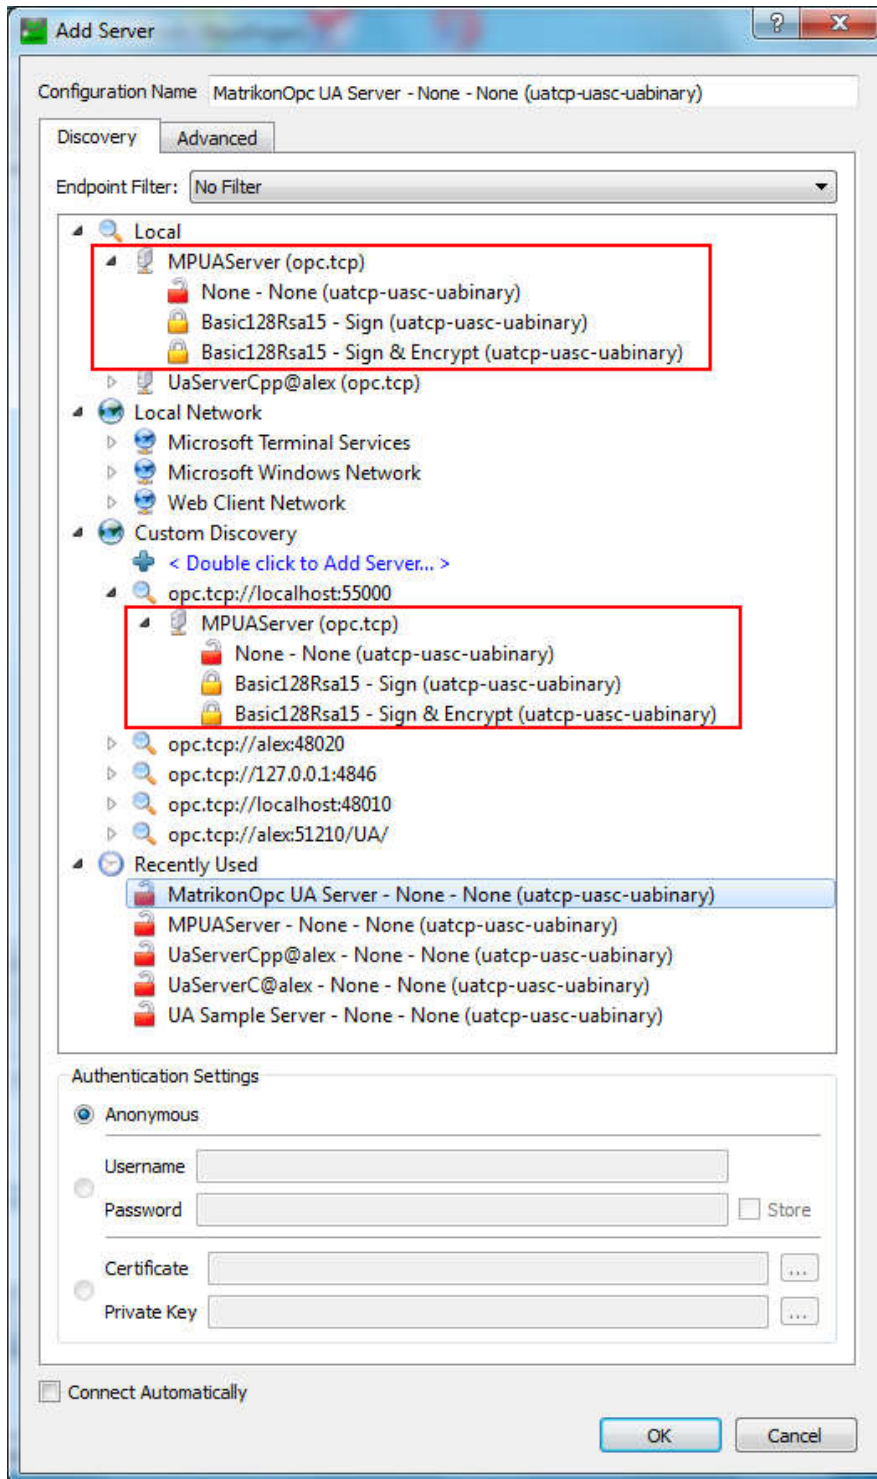 Add Server
Configuration Name MatrikonOpc UA Server - None - None (uatcp-uasc-uabinary)
Discovery Advanced
Endpoint Filter: No Filter
Local
MPUAServer (opc.tcp)
None - None (uatcp-uasc-uabinary)
Basic128Rsa15 - Sign (uatcp-uasc-uabinary)
Basic128Rsa15 - Sign & Encrypt (uatcp-uasc-uabinary)
UaServerCpp@alex (opc.tcp)
Local Network
Microsoft Terminal Services
Microsoft Windows Network
Web Client Network
Custom Discovery
< Double click to Add Server... >
opc.tcp://localhost:55000
MPUAServer (opc.tcp)
None - None (uatcp-uasc-uabinary)
Basic128Rsa15 - Sign (uatcp-uasc-uabinary)
Basic128Rsa15 - Sign & Encrypt (uatcp-uasc-uabinary)
opc.tcp://alex:48020
opc.tcp://127.0.0.1:4846
opc.tcp://localhost:48010
opc.tcp://alex:51210/UA/
Recently Used
MatrikonOpc UA Server - None - None (uatcp-uasc-uabinary)
MPUAServer - None - None (uatcp-uasc-uabinary)
UaServerCpp@alex - None - None (uatcp-uasc-uabinary)
UaServerC@alex - None - None (uatcp-uasc-uabinary)
UA Sample Server - None - None (uatcp-uasc-uabinary)
Authentication Settings
Anonymous
Username
Password Store
Certificate ...
Private Key ...
Connect Automatically
OK Cancel